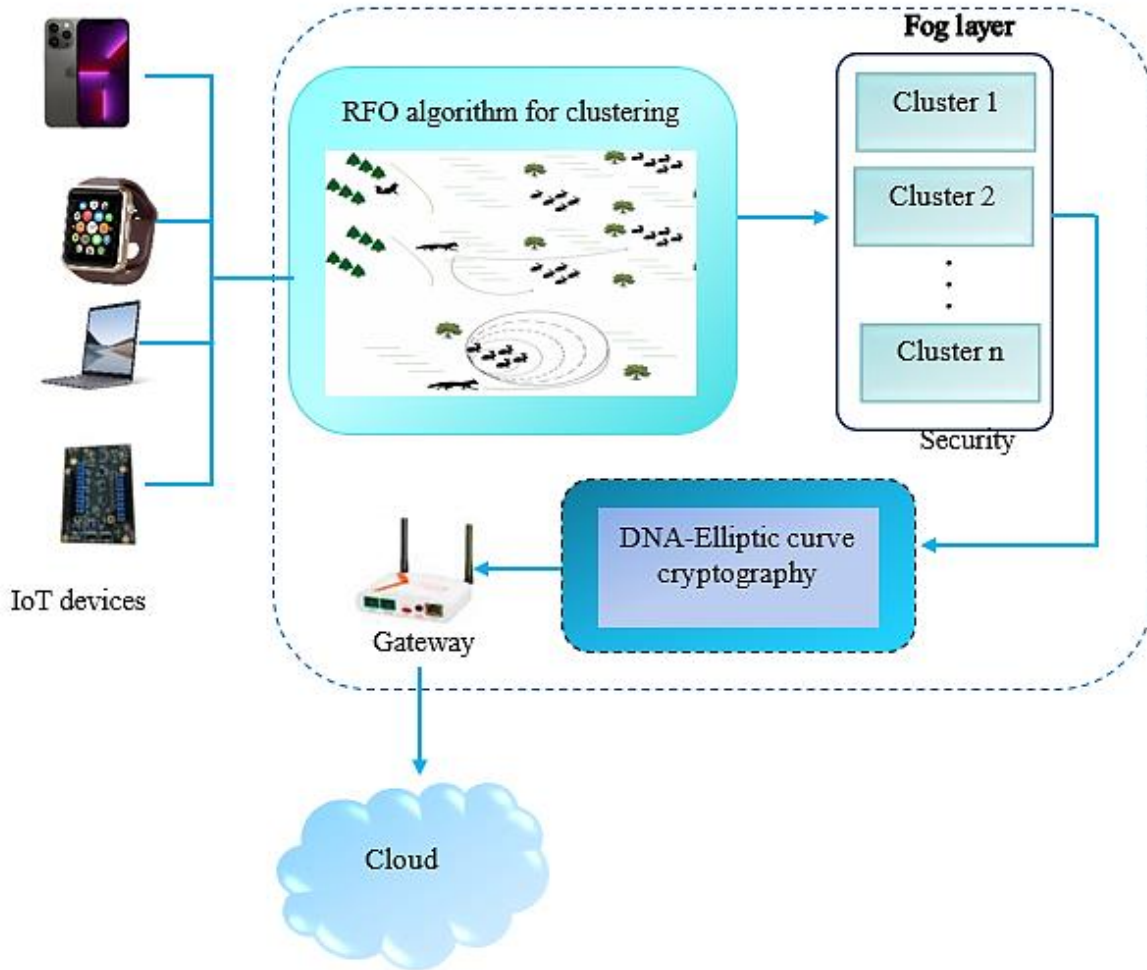 Fog layer
RFO algorithm for clustering
Cluster 1
Cluster 2
Cluster n
Security
DNA-Elliptic curve
cryptography
IoT devices
Gateway
Cloud